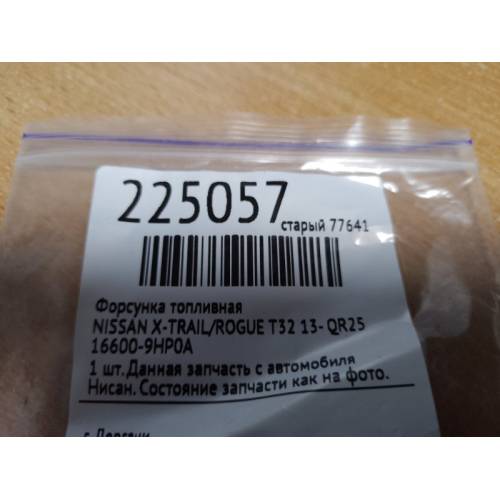 225057
старый 77641
Форсунка топливная
NISSAN X-TRAIL/ROGUE T32 13- QR25
16600-9HP0A
1 шт.Данная запчасть с автомобиля
Нисан.Состояние запчасти как на фото.